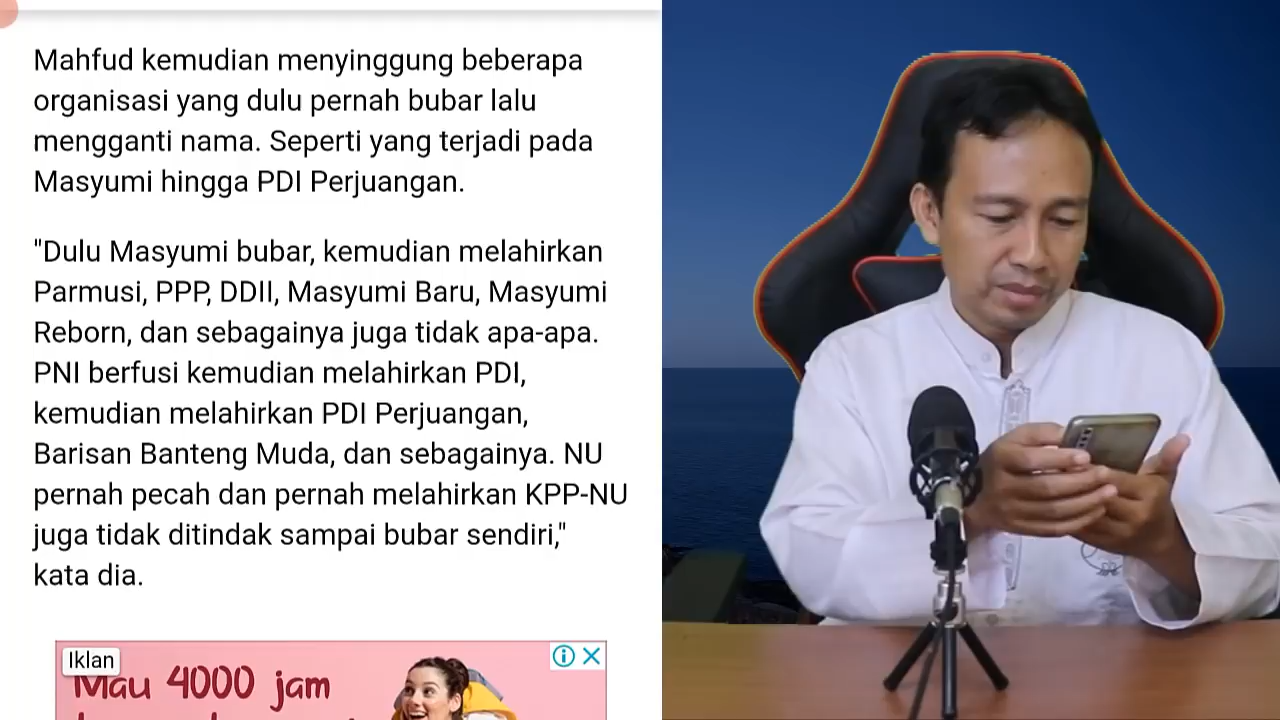 Mahfud kemudian menyinggung beberapa
organisasi yang dulu pernah bubar lalu
mengganti nama. Seperti yang terjadi pada
Masyumi hingga PDI Perjuangan.
"Dulu Masyumi bubar, kemudian melahirkan
Parmusi, PPP, DDII, Masyumi Baru, Masyumi
Reborn, dan sebagainya juga tidak apa-apa.
PNI berfusi kemudian melahirkan PDI,
kemudian melahirkan PDI Perjuangan,
Barisan Banteng Muda, dan sebagainya. NU
pernah pecah dan pernah melahirkan KPP-NU
juga tidak ditindak sampai bubar sendiri,"
kata dia.
Iklan
Mau 4000 jam